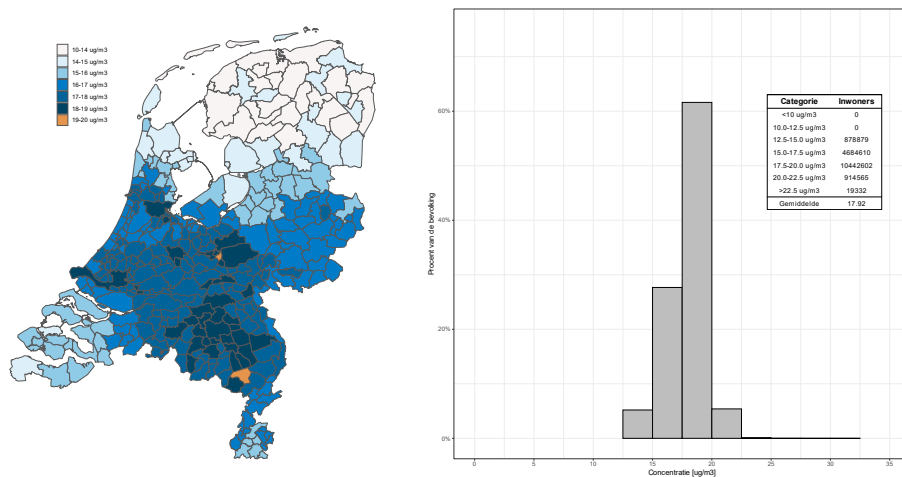 10-14 ug/m3
14-15 ug/m3
15-16 ug/m3
16-17 ug/m3
17-18 ug/m3
18-19 ug/m3
19-20 ug/m3
Procent van de bevolking
60%
40%
20%
0%
Categorie Inwoners
<10 ug/m3 0
10.0-12.5 ug/m3 0
12.5-15.0 ug/m3 878879
15.0-17.5 ug/m3 4684610
17.5-20.0 ug/m3 10442602
20.0-22.5 ug/m3 914565
>22.5 ug/m3 19332
Gemiddelde 17.92
0 5 10 15 20 25 30 35
Concentratie [ug/m3]